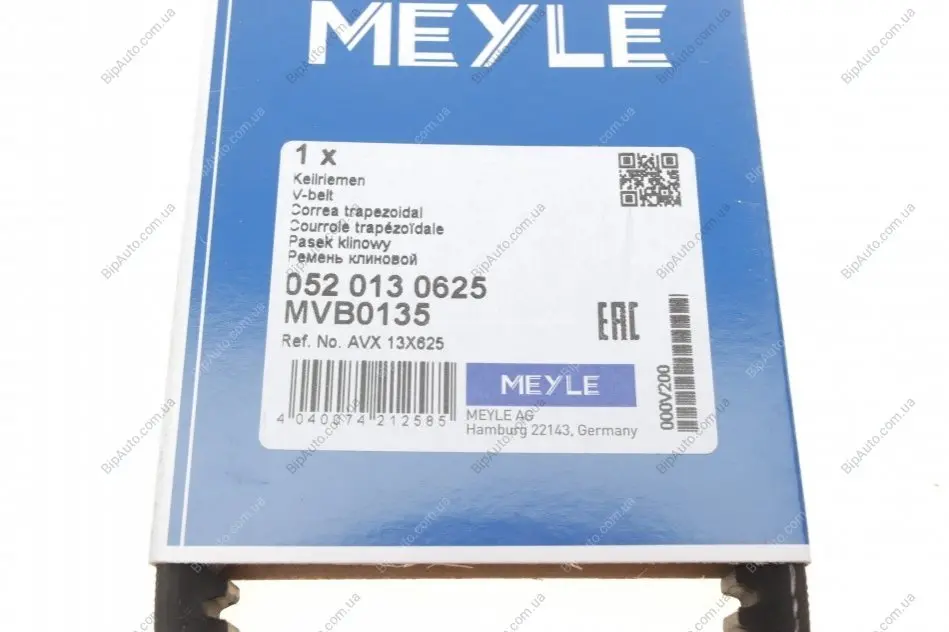 MEYLE
1 x
Keilriemen
V-belt
Correa trapezoidal
Courroie trapézoïdale
Pasek klinowy
Ремень клиновой
052 013 0625
MVB0135
Ref. No. AVX 13X625
EAC
000V200
4 040074 212585
MEYLE
MEYLE AG
Hamburg 22143, Germany
BipAuto.com.ua